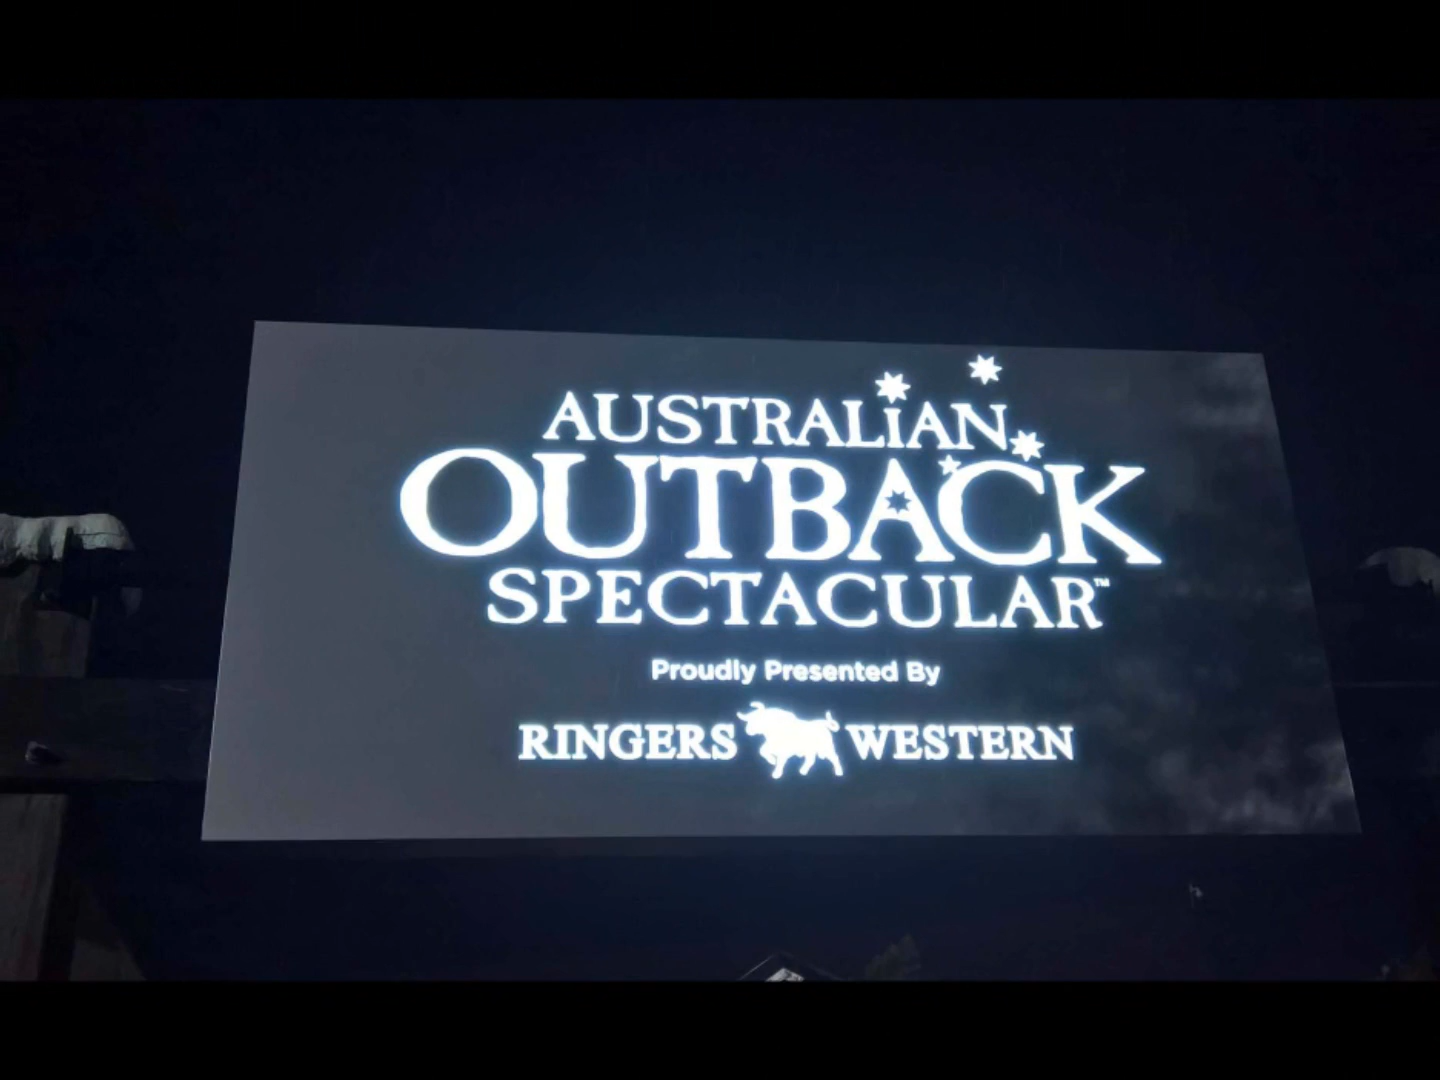 AUSTRALIAN
OUTBACK
SPECTACULAR™
Proudly Presented By
RINGERS WESTERN